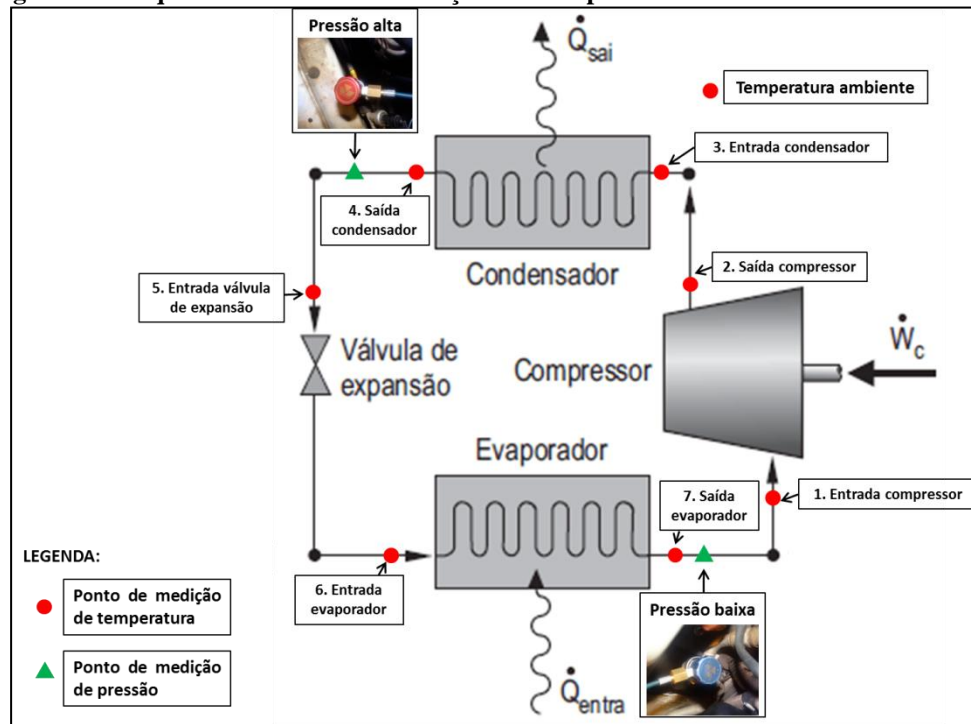 Pressão alta
Q̇sai
Temperatura ambiente
3. Entrada condensador
4. Saída
condensador
Condensador
2. Saída compressor
5. Entrada válvula
de expansão
Válvula de
expansão
Compressor
Ẇc
Evaporador
7. Saída
evaporador
1. Entrada compressor
LEGENDA:
Ponto de medição
de temperatura
6. Entrada
evaporador
Pressão baixa
Ponto de medição
de pressão
Q̇entra